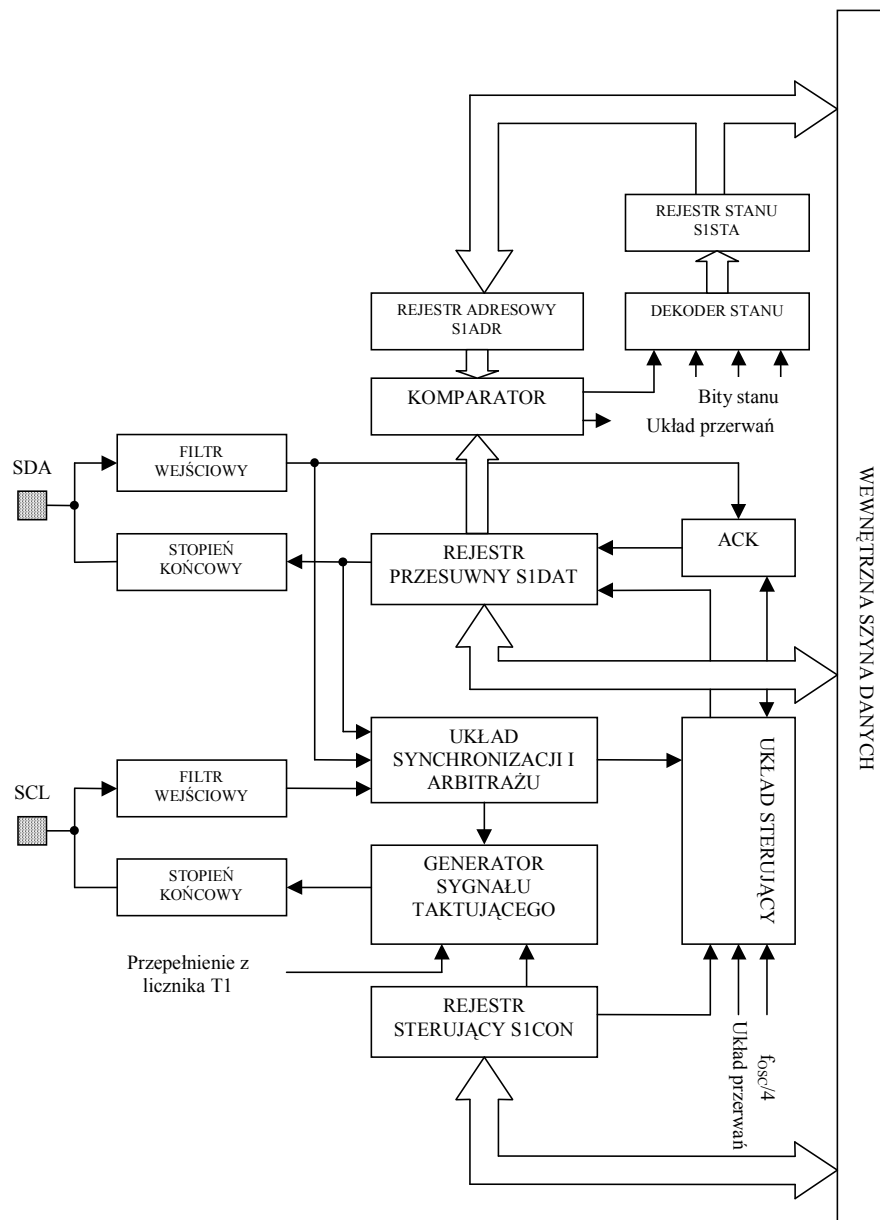 REJESTR STANU
S1STA
REJESTR ADRESOWY
S1ADR
DEKODER STANU
KOMPARATOR
Bity stanu
Układ przerwań
SDA
FILTR
WEJŚCIOWY
STOPIEŃ
KOŃCOWY
REJESTR
PRZESUWNY S1DAT
ACK
WEWNĘTRZNA SZYNA DANYCH
SCL
FILTR
WEJŚCIOWY
UKŁAD
SYNCHRONIZACJI I
ARBITRAŻU
UKŁAD STERUJĄCY
STOPIEŃ
KOŃCOWY
GENERATOR
SYGNAŁU
TAKTUJĄCEGO
Przepełnienie z
licznika T1
REJESTR
STERUJĄCY S1CON
fOSC/4
Układ przerwań